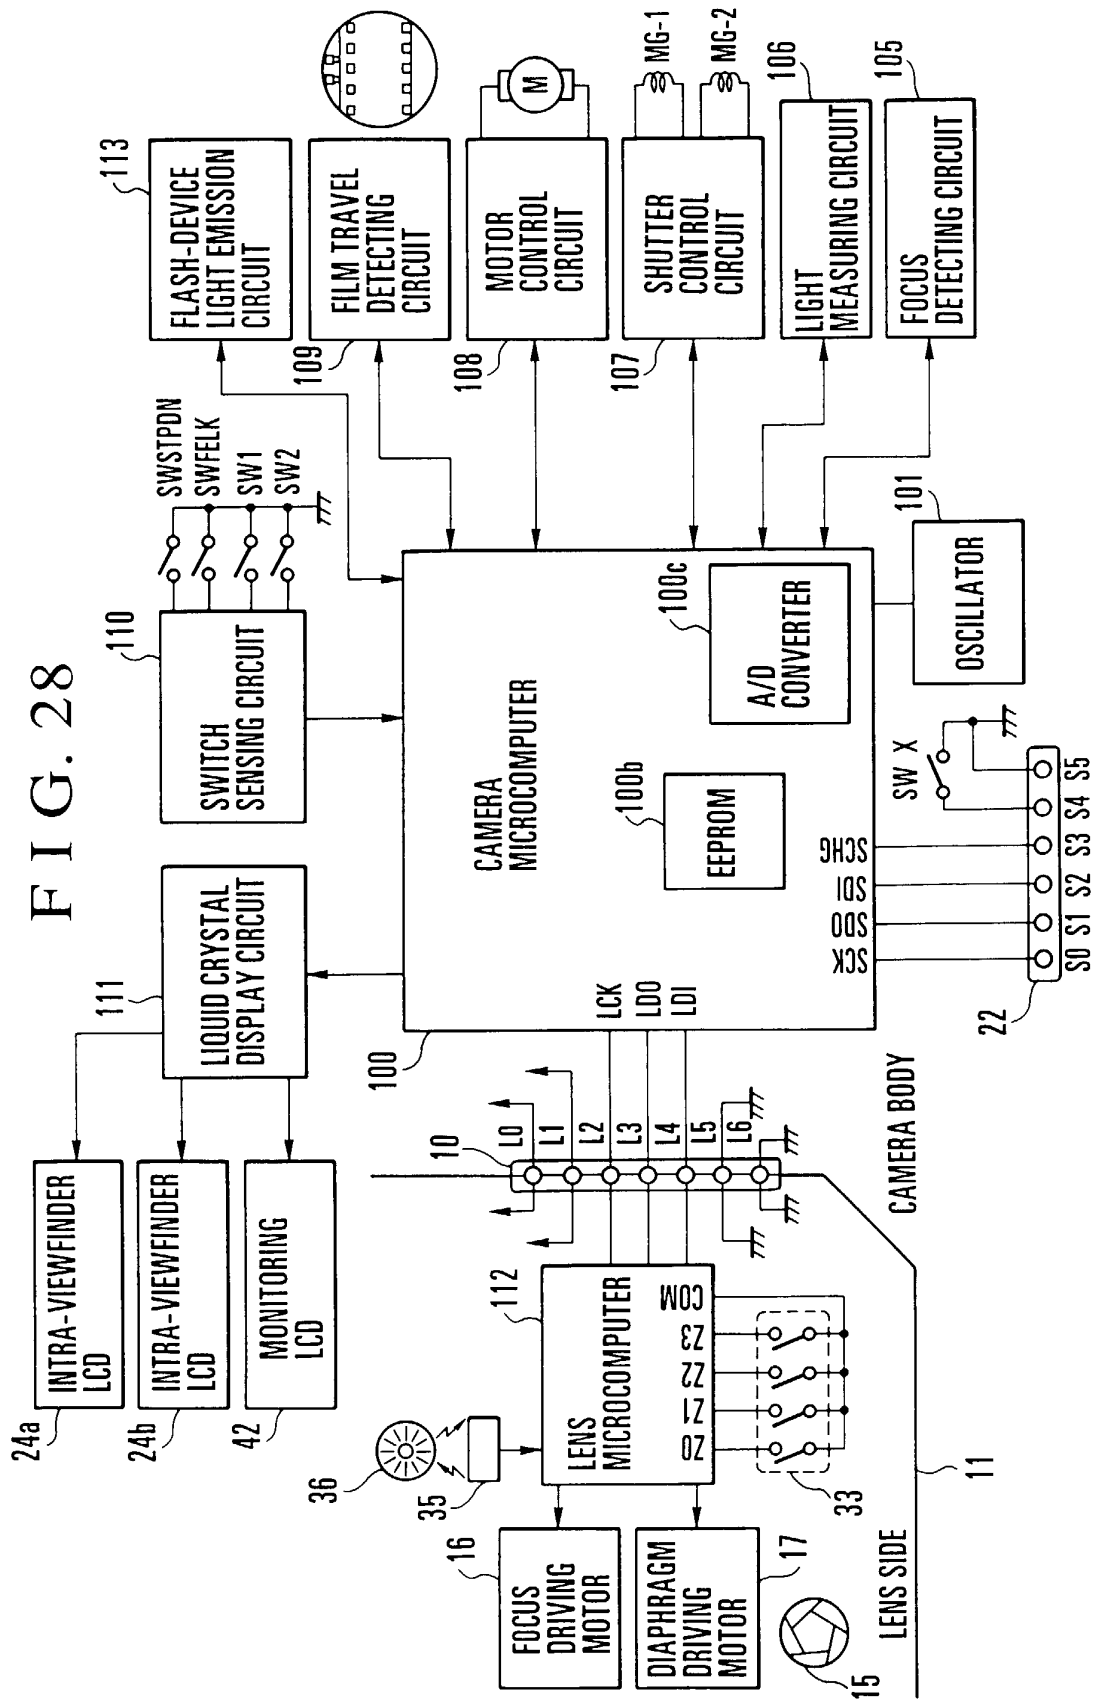 FIG. 28
24a
INTRA-VIEWFINDER
LCD
24b
INTRA-VIEWFINDER
LCD
42
MONITORING
LCD
111
LIQUID CRYSTAL
DISPLAY CIRCUIT
110
SWITCH
SENSING CIRCUIT
SWSTPDN
SWFELK
SW1
SW2
113
FLASH-DEVICE
LIGHT EMISSION
CIRCUIT
109
FILM TRAVEL
DETECTING
CIRCUIT
108
MOTOR
CONTROL
CIRCUIT
M
107
SHUTTER
CONTROL
CIRCUIT
MG-1
MG-2
106
LIGHT
MEASURING CIRCUIT
105
FOCUS
DETECTING CIRCUIT
100
CAMERA
MICROCOMPUTER
100b
EEPROM
100c
A/D
CONVERTER
LCK
LDO
LDI
SCK
SDO
SDI
SCHG
101
OSCILLATOR
SW X
22
S0
S1
S2
S3
S4
S5
10
L0
L1
L2
L3
L4
L5
L6
36
35
112
LENS
MICROCOMPUTER
Z0
Z1
Z2
Z3
COM
33
16
FOCUS
DRIVING
MOTOR
17
DIAPHRAGM
DRIVING
MOTOR
15
LENS SIDE
11
CAMERA BODY